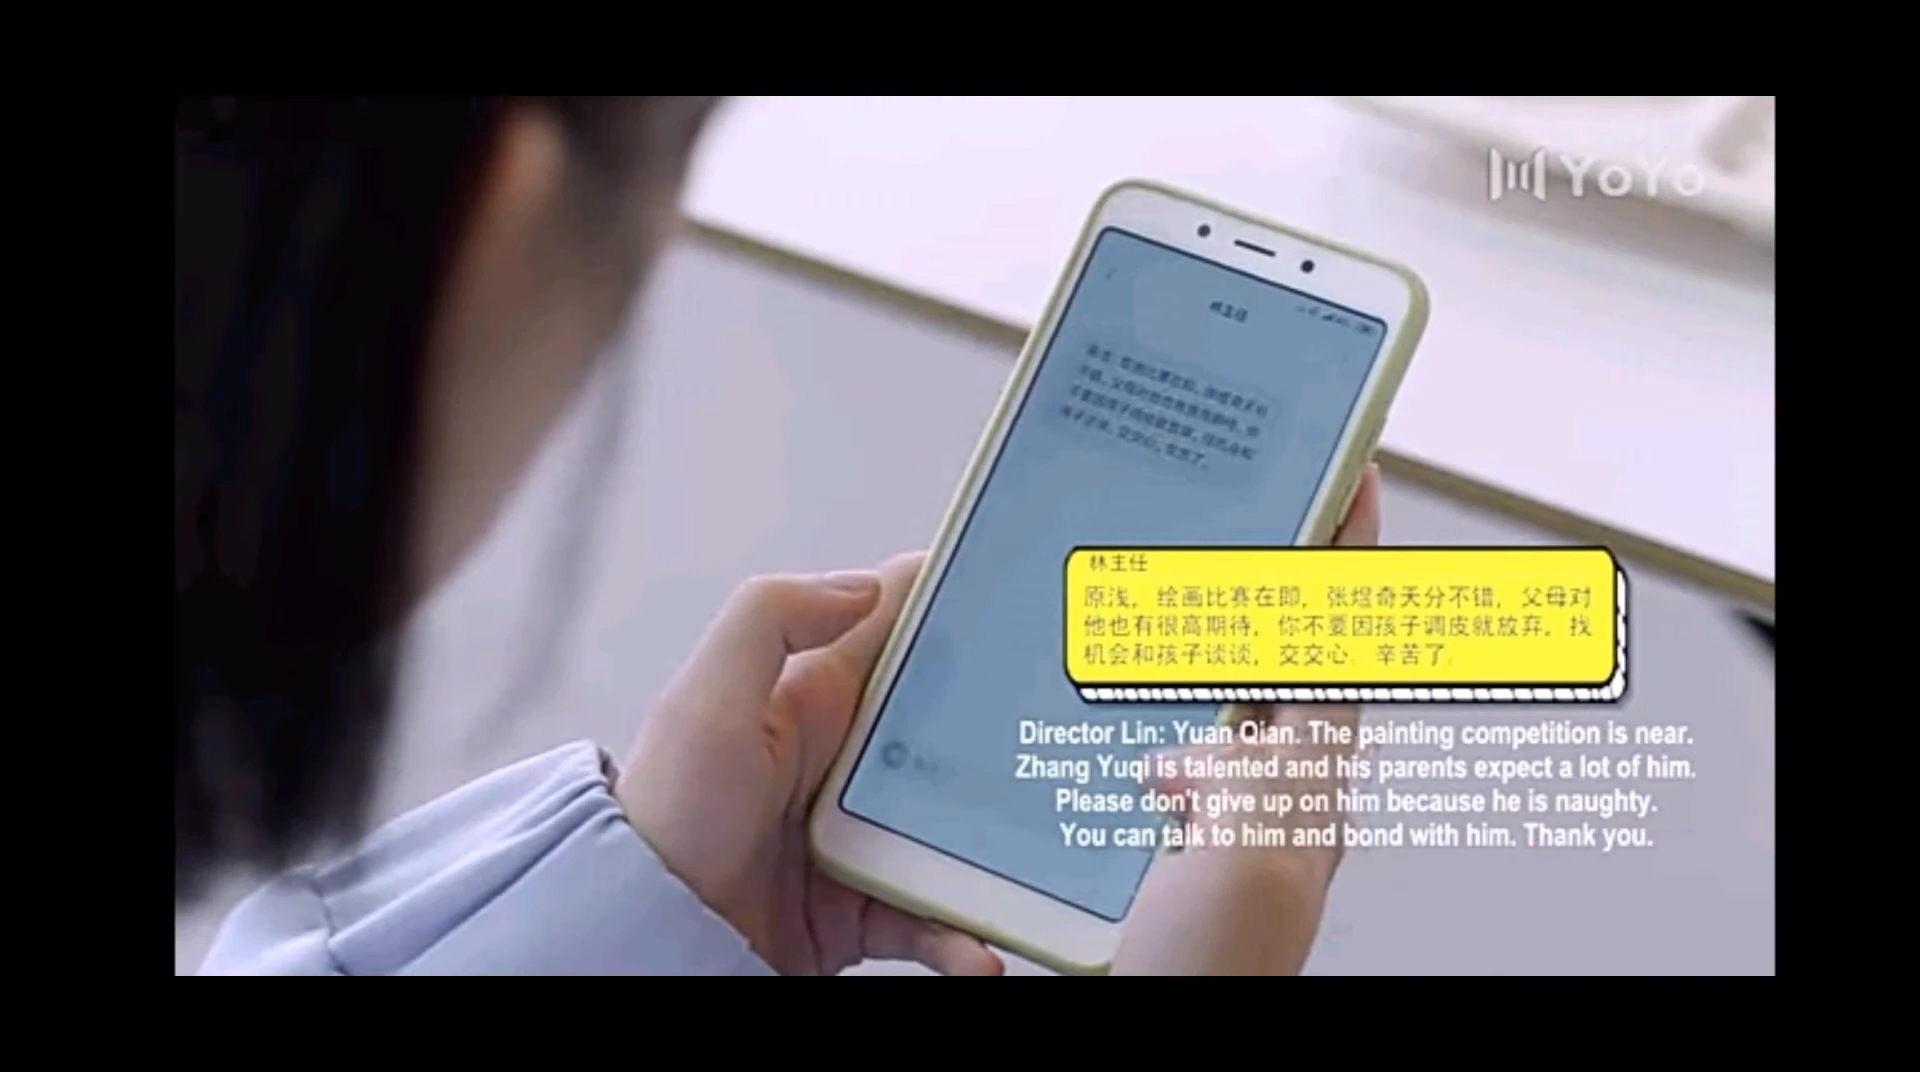 YoYo
林主任
林主任
原浅，绘画比赛在即，张煜奇天分不错，父母对
他也有很高期待，你不要因孩子调皮就放弃，找
机会和孩子谈谈，交交心。辛苦了。
Director Lin: Yuan Qian. The painting competition is near.
Zhang Yuqi is talented and his parents expect a lot of him.
Please don't give up on him because he is naughty.
You can talk to him and bond with him. Thank you.